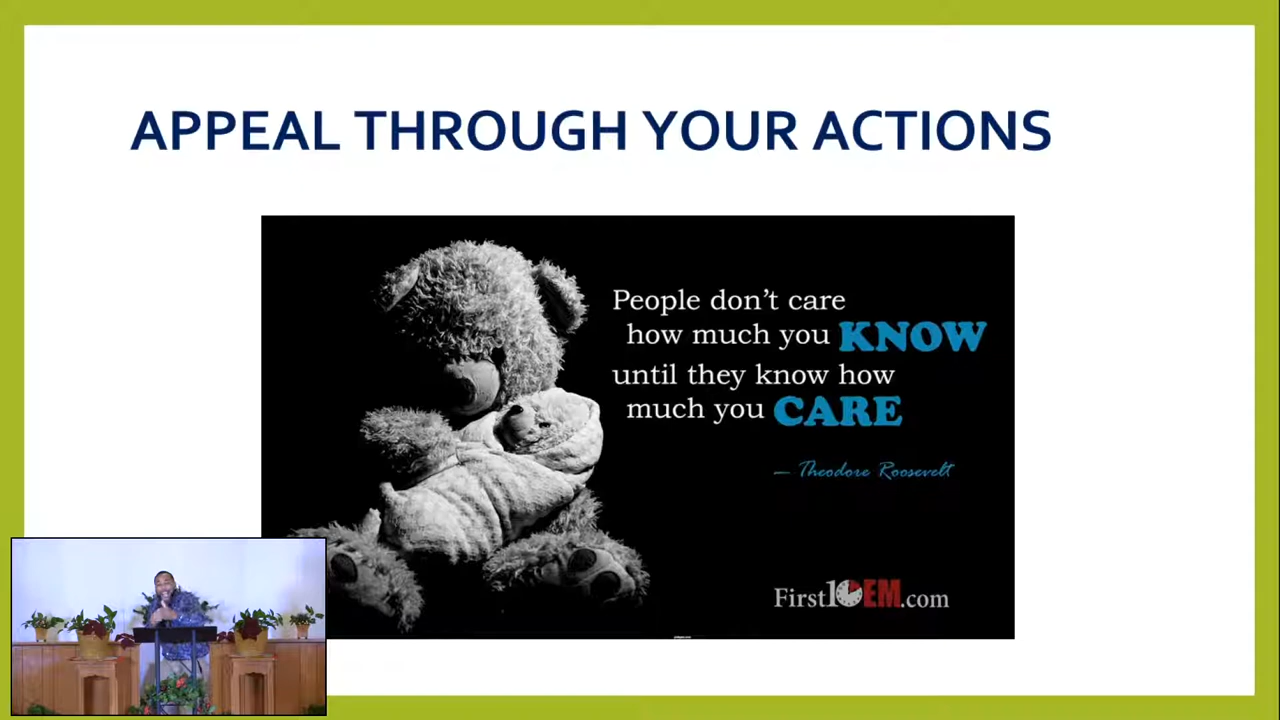 APPEAL THROUGH YOUR ACTIONS
People don't care
how much you KNOW
until they know how
much you CARE
— Theodore Roosevelt
First10EM.com